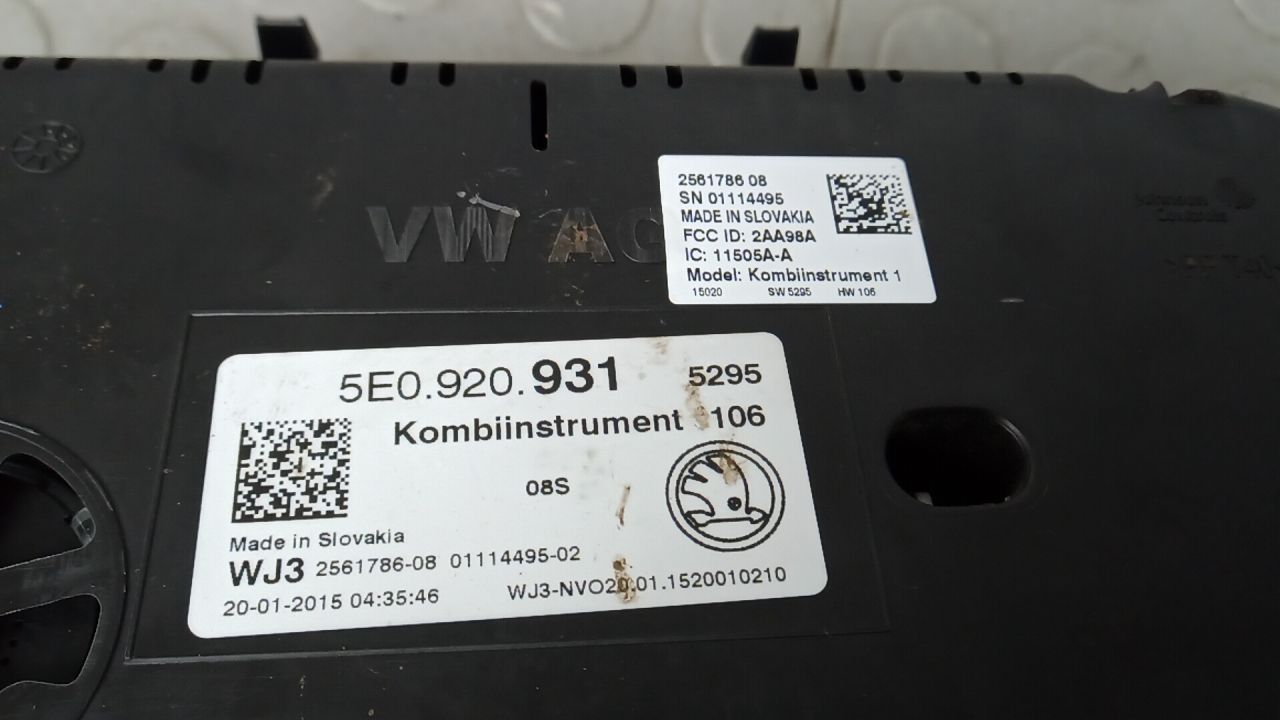 VW AG
2561786 08
SN 01114495
MADE IN SLOVAKIA
FCC ID: 2AA98A
IC: 11505A-A
Model: Kombiinstrument 1
15020 SW 5295 HW 106
Johnson
Controls
5E0.920.931 5295
Kombiinstrument 106
08S
Made in Slovakia
WJ3 2561786-08 01114495-02
20-01-2015 04:35:46 WJ3-NVO20.01.1520010210